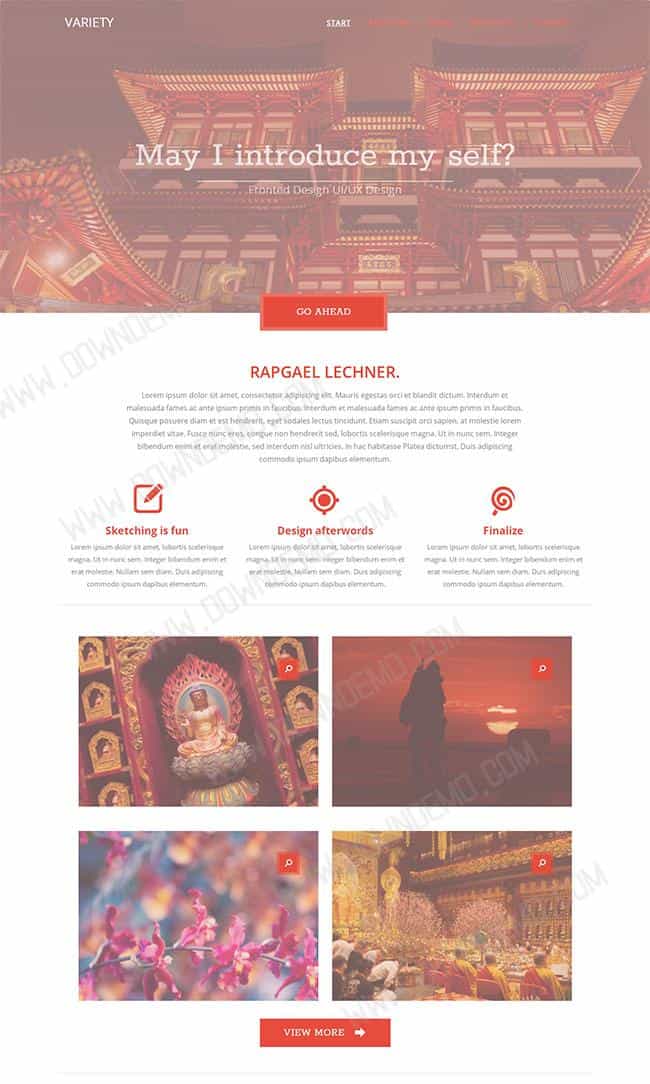 VARIETY
START
May I introduce my self?
Fronted Design UI/UX Design
GO AHEAD
RAPGAEL LECHNER.
Lorem ipsum dolor sit amet, consectetor adipiscing elit. Mauris egestas orci et blandit dictum. Interdum et
malesuada fames ac ante ipsum primis in faucibus. Interdum et malesuada fames ac ante ipsum primis in faucibus.
Quisque posuere diam et est hendrerit, eget sodales lectus tincidunt. Etiam suscipit orci sapien, at molestie lorem
imperdiet vitae. Fusce nunc eros, congue non hendrerit sed, lobortis scelerisque magna. Ut in nunc sem. Integer
bibendum enim et erat molestie, sed interdum nisl ultricies. In hac habitasse Platea dictumst. Duis adipiscing
commodo ipsum dapibus elementum.
Sketching is fun
Lorem ipsum dolor sit amet, lobortis scelerisque
magna. Ut in nunc sem. Integer bibendum enim et
erat molestie. Nullam sem diam. Duis adipiscing
commodo ipsum dapibus elementum.
Design afterwords
Lorem ipsum dolor sit amet, lobortis scelerisque
magna. Ut in nunc sem. Integer bibendum enim et
erat molestie. Nullam sem diam. Duis adipiscing
commodo ipsum dapibus elementum.
Finalize
Lorem ipsum dolor sit amet, lobortis scelerisque
magna. Ut in nunc sem. Integer bibendum enim et
erat molestie. Nullam sem diam. Duis adipiscing
commodo ipsum dapibus elementum.
VIEW MORE
WWW.DOWNDEMO.COM
WWW.DOWNDEMO.COM
WWW.DOWNDEMO.COM
WWW.DOWNDEMO.COM